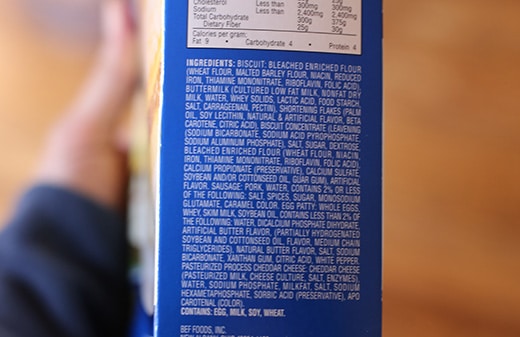 Cholesterol Less than 300mg 300mg
Sodium Less than 2,400mg 2,400mg
Total Carbohydrate 300g 375g
Dietary Fiber 25g 30g
Calories per gram:
Fat 9 • Carbohydrate 4 • Protein 4
INGREDIENTS: BISCUIT: BLEACHED ENRICHED FLOUR
(WHEAT FLOUR, MALTED BARLEY FLOUR, NIACIN, REDUCED
IRON, THIAMINE MONONITRATE, RIBOFLAVIN, FOLIC ACID),
BUTTERMILK (CULTURED LOW FAT MILK, NONFAT DRY
MILK, WATER, WHEY SOLIDS, LACTIC ACID, FOOD STARCH,
SALT, CARRAGEENAN, PECTIN), SHORTENING FLAKES (PALM
OIL, SOY LECITHIN, NATURAL & ARTIFICIAL FLAVOR, BETA
CAROTENE, CITRIC ACID), BISCUIT CONCENTRATE (LEAVENING
(SODIUM BICARBONATE, SODIUM ACID PYROPHOSPHATE,
SODIUM ALUMINUM PHOSPHATE), SALT, SUGAR, DEXTROSE,
BLEACHED ENRICHED FLOUR (WHEAT FLOUR, NIACIN,
IRON, THIAMINE MONONITRATE, RIBOFLAVIN, FOLIC ACID),
CALCIUM PROPIONATE (PRESERVATIVE), CALCIUM SULFATE,
SOYBEAN AND/OR COTTONSEED OIL, GUAR GUM), ARTIFICIAL
FLAVOR. SAUSAGE: PORK, WATER, CONTAINS 2% OR LESS
OF THE FOLLOWING: SALT, SPICES, SUGAR, MONOSODIUM
GLUTAMATE, CARAMEL COLOR. EGG PATTY: WHOLE EGGS,
WHEY, SKIM MILK, SOYBEAN OIL, CONTAINS LESS THAN 2% OF
THE FOLLOWING: WATER, DICALCIUM PHOSPHATE DIHYDRATE,
ARTIFICIAL BUTTER FLAVOR, (PARTIALLY HYDROGENATED
SOYBEAN AND COTTONSEED OIL, FLAVOR, MEDIUM CHAIN
TRIGLYCERIDES), NATURAL BUTTER FLAVOR, SALT, SODIUM
BICARBONATE, XANTHAN GUM, CITRIC ACID, WHITE PEPPER.
PASTEURIZED PROCESS CHEDDAR CHEESE: CHEDDAR CHEESE
(PASTEURIZED MILK, CHEESE CULTURE, SALT, ENZYMES),
WATER, SODIUM PHOSPHATE, MILKFAT, SALT, SODIUM
HEXAMETAPHOSPHATE, SORBIC ACID (PRESERVATIVE), APO
CAROTENAL (COLOR).
CONTAINS: EGG, MILK, SOY, WHEAT.
BEF FOODS, INC.